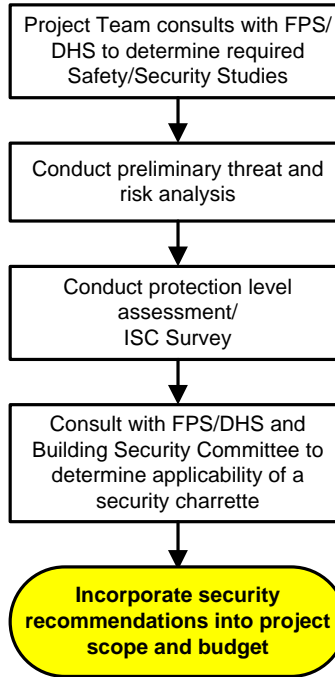 Project Team consults with FPS/
DHS to determine required
Safety/Security Studies
Conduct preliminary threat and
risk analysis
Conduct protection level
assessment/
ISC Survey
Consult with FPS/DHS and
Building Security Committee to
determine applicability of a
security charrette
Incorporate security
recommendations into project
scope and budget